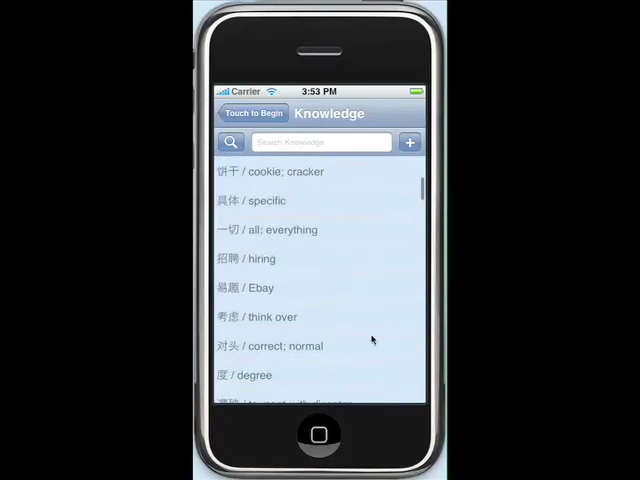 Carrier 3:53 PM
Touch to Begin Knowledge
Search Knowledge
饼干 / cookie; cracker
具体 / specific
一切 / all; everything
招聘 / hiring
易趣 / Ebay
考虑 / think over
对头 / correct; normal
度 / degree